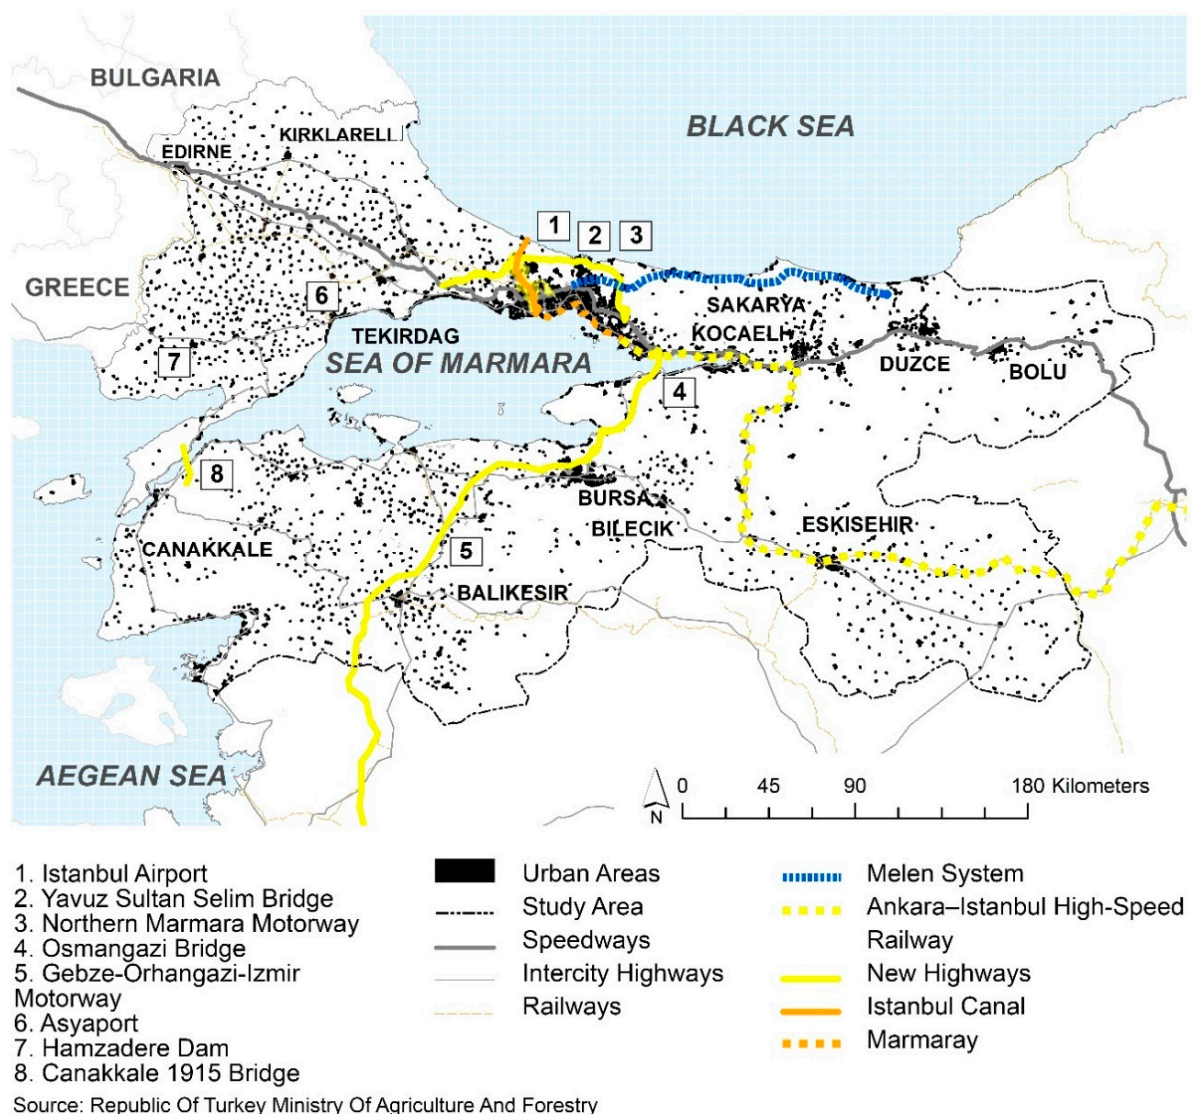 BULGARIA
BLACK SEA
KIRKLARELI
EDIRNE
1
2
3
GREECE
6
SAKARYA
TEKIRDAG
KOCAELI
7
SEA OF MARMARA
DUZCE
BOLU
4
8
BURSA
BILECIK
ESKISEHIR
CANAKKALE
5
BALIKESIR
AEGEAN SEA
N
0 45 90 180 Kilometers
1. Istanbul Airport
2. Yavuz Sultan Selim Bridge
3. Northern Marmara Motorway
4. Osmangazi Bridge
5. Gebze-Orhangazi-Izmir
Motorway
6. Asyaport
7. Hamzadere Dam
8. Canakkale 1915 Bridge
Urban Areas
Study Area
Speedways
Intercity Highways
Railways
Melen System
Ankara–Istanbul High-Speed
Railway
New Highways
Istanbul Canal
Marmaray
Source: Republic Of Turkey Ministry Of Agriculture And Forestry